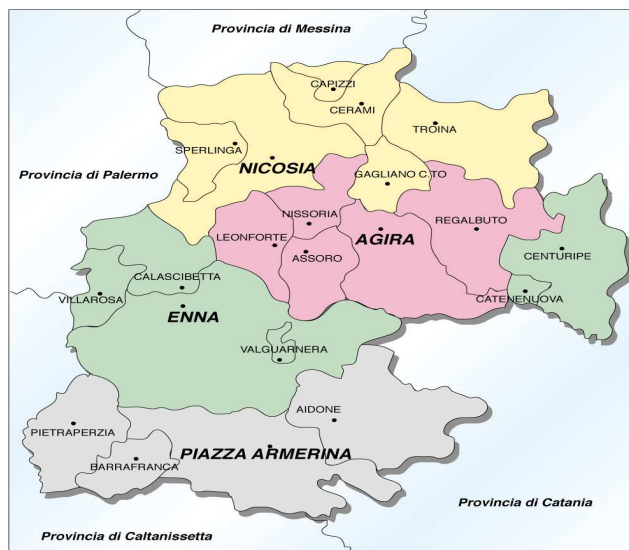 Provincia di Messina
CAPIZZI
CERAMI
TROINA
SPERLINGA
NICOSIA
Provincia di Palermo
GAGLIANO C.TO
NISSORIA
REGALBUTO
LEONFORTE
AGIRA
ASSORO
CENTURIPE
CALASCIBETTA
VILLAROSA
CATENENUOVA
ENNA
VALGUARNERA
AIDONE
PIETRAPERZIA
PIAZZA ARMERINA
BARRAFRANCA
Provincia di Catania
Provincia di Caltanissetta